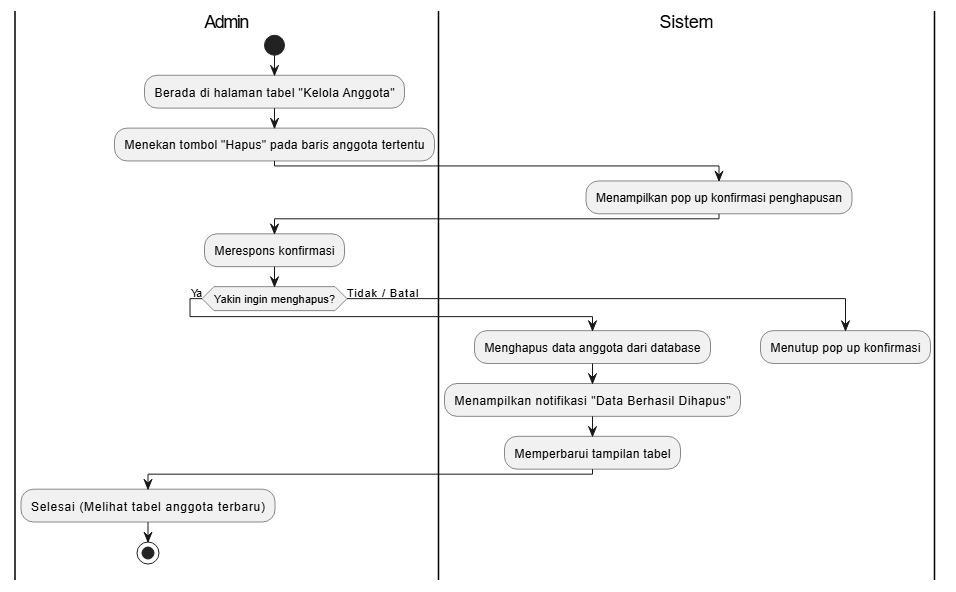 Admin
Sistem
Berada di halaman tabel "Kelola Anggota"
Menekan tombol "Hapus" pada baris anggota tertentu
Menampilkan pop up konfirmasi penghapusan
Merespons konfirmasi
Ya
Yakin ingin menghapus?
Tidak / Batal
Menghapus data anggota dari database
Menutup pop up konfirmasi
Menampilkan notifikasi "Data Berhasil Dihapus"
Memperbarui tampilan tabel
Selesai (Melihat tabel anggota terbaru)